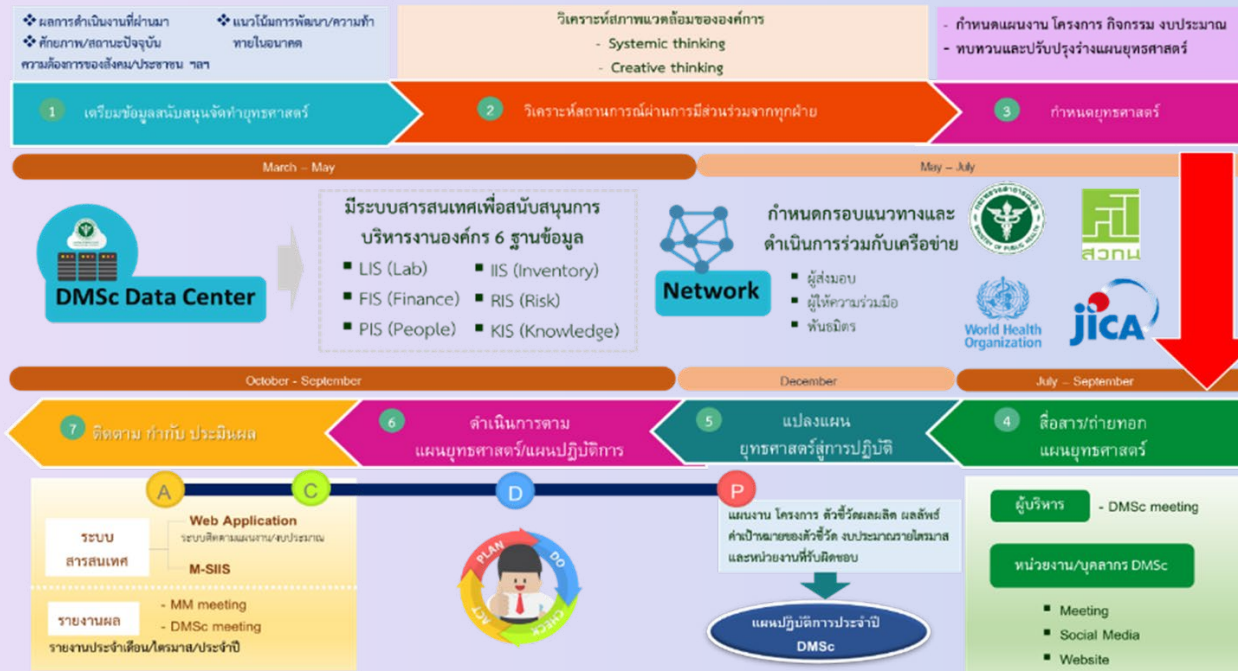 ❖ ผลการดำเนินงานที่ผ่านมา
❖ ศักยภาพ/สถานะปัจจุบัน
ความต้องการของสังคม/ประชาชน ฯลฯ
❖ แนวโน้มการพัฒนา/ความท้า
ทายในอนาคต
วิเคราะห์สภาพแวดล้อมขององค์การ
- Systemic thinking
- Creative thinking
- กำหนดแผนงาน โครงการ กิจกรรม งบประมาณ
- ทบทวนและปรับปรุงร่างแผนยุทธศาสตร์
1 เตรียมข้อมูลสนับสนุนจัดทำยุทธศาสตร์
2 วิเคราะห์สถานการณ์ผ่านการมีส่วนร่วมจากทุกฝ่าย
3 กำหนดยุทธศาสตร์
March – May
May – July
DMSc Data Center
มีระบบสารสนเทศเพื่อสนับสนุนการ
บริหารงานองค์กร 6 ฐานข้อมูล
▪ LIS (Lab)
▪ FIS (Finance)
▪ PIS (People)
▪ IIS (Inventory)
▪ RIS (Risk)
▪ KIS (Knowledge)
Network
กำหนดกรอบแนวทางและ
ดำเนินการร่วมกับเครือข่าย
▪ ผู้ส่งมอบ
▪ ผู้ให้ความร่วมมือ
▪ พันธมิตร
กระทรวงสาธารณสุข
MINISTRY OF PUBLIC HEALTH
สวทน
World Health
Organization
jICA
October - September
December
July – September
7 ติดตาม กำกับ ประมินผล
6 ดำเนินการตาม
แผนยุทธศาสตร์/แผนปฏิบัติการ
5 แปลงแผน
ยุทธศาสตร์สู่การปฏิบัติ
4 สื่อสาร/ถ่ายทอด
แผนยุทธศาสตร์
A
C
D
P
ระบบ
สารสนเทศ
Web Application
ระบบติดตามแผนงาน/งบประมาณ
M-SIIS
รายงานผล
- MM meeting
- DMSc meeting
รายงานประจำเดือน/ไตรมาส/ประจำปี
PLAN
DO
CHECK
ACT
แผนงาน โครงการ ตัวชี้วัดผลผลิต ผลลัพธ์
ค่าเป้าหมายของตัวชี้วัด งบประมาณรายไตรมาส
และหน่วยงานที่รับผิดชอบ
แผนปฏิบัติการประจำปี
DMSc
ผู้บริหาร
- DMSc meeting
หน่วยงาน/บุคลากร DMSc
▪ Meeting
▪ Social Media
▪ Website